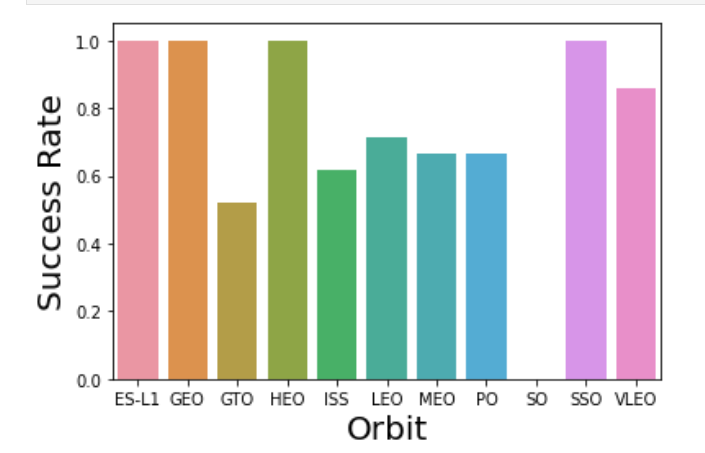 1.0
0.8
0.6
0.4
0.2
0.0
Success Rate
ES-L1 GEO GTO HEO ISS LEO MEO PO SO SSO VLEO
Orbit